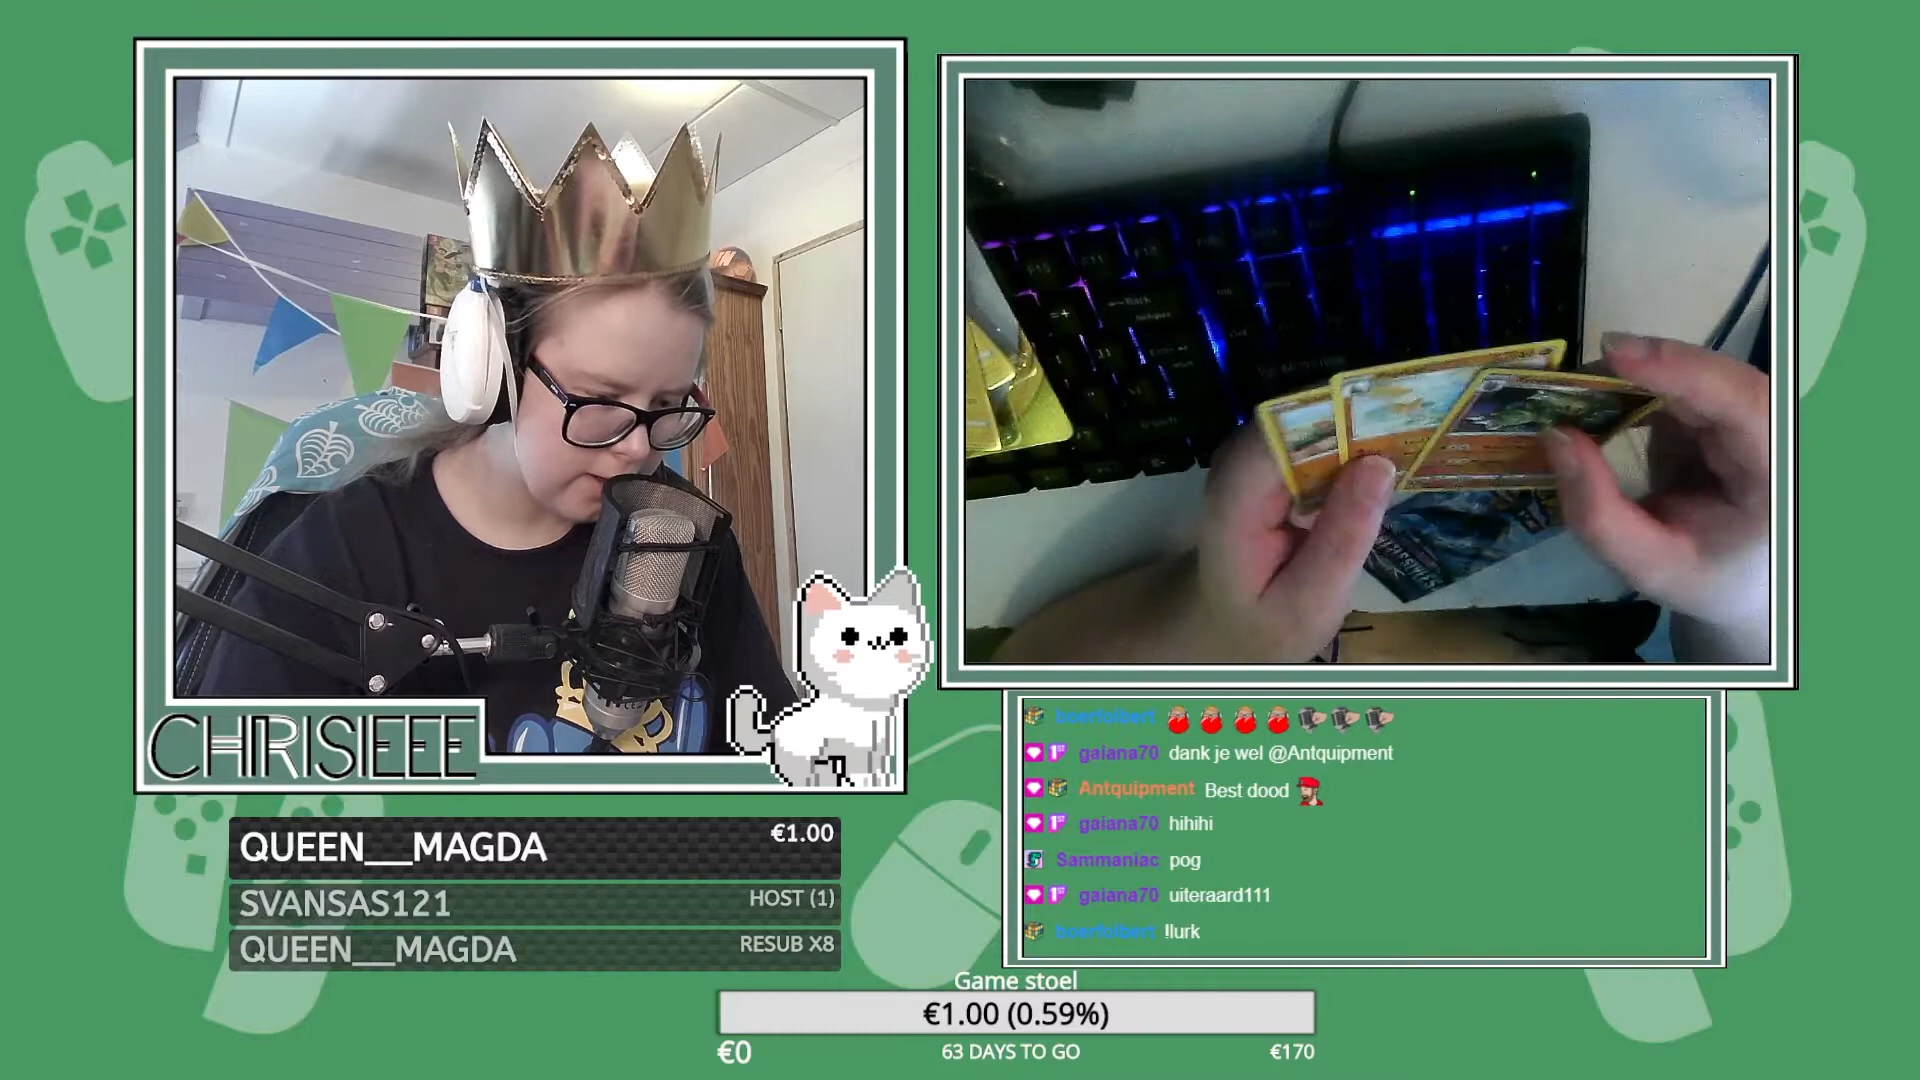 CHRISIEEE
QUEEN__MAGDA €1.00
SVANSAS121 HOST (1)
QUEEN__MAGDA RESUB X8
boerfolbert
gaiana70 dank je wel @Antquipment
Antquipment Best dood
gaiana70 hihihi
Sammaniac pog
gaiana70 uiteraard111
boerfolbert !lurk
Game stoel
€1.00 (0.59%)
€0 63 DAYS TO GO €170